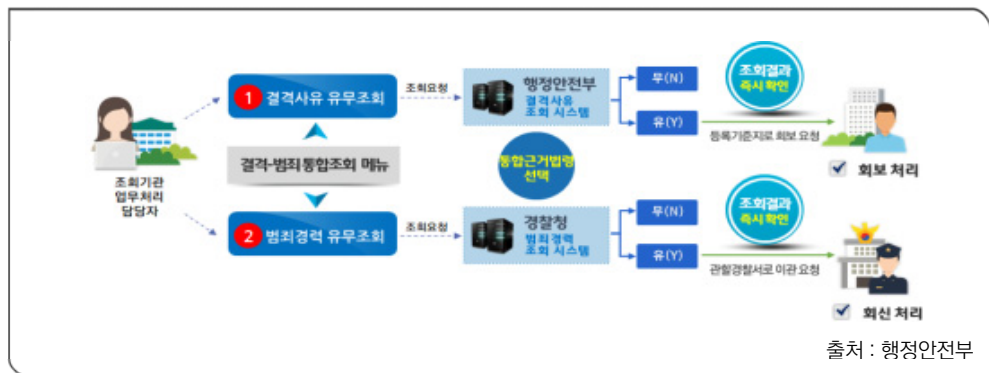 조회기관
업무처리
담당자
1 결격사유 유무조회
결격-범죄 통합조회 메뉴
2 범죄경력 유무조회
조회요청
행정안전부
결격사유
조회 시스템
통합근거법령
선택
조회요청
경찰청
범죄경력
조회 시스템
무(N)
유(Y)
조회결과
즉시 확인
등록기준지로 회보 요청
회보 처리
무(N)
유(Y)
조회결과
즉시 확인
관할경찰서로 이관 요청
회신 처리
출처 : 행정안전부